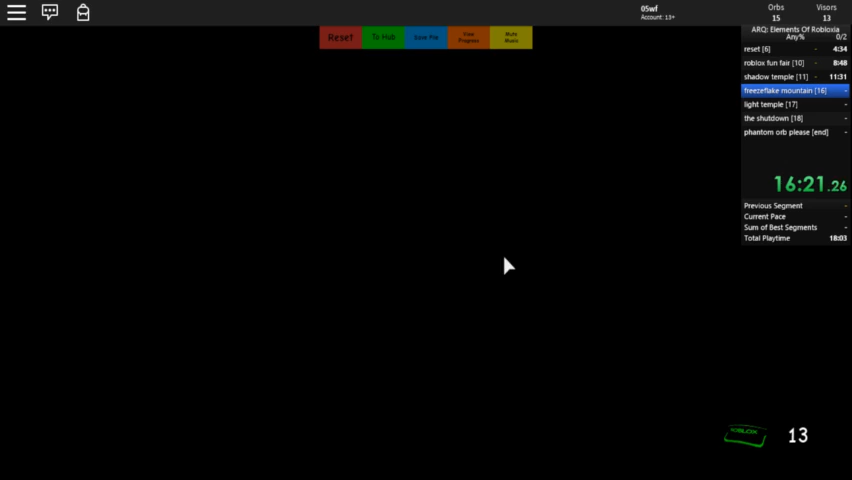 05wf
Account: 13+
Orbs
15
Visors
13
Reset
To Hub
Save File
View Progress
Mute Music
ARQ: Elements Of Robloxia
Any% 0/2
reset [6] - 4:34
roblox fun fair [10] - 8:48
shadow temple [11] - 11:31
freezeflake mountain [16] -
light temple [17] -
the shutdown [18] -
phantom orb please [end] -
16:21.26
Previous Segment -
Current Pace -
Sum of Best Segments -
Total Playtime 18:03
ROBLOX
13